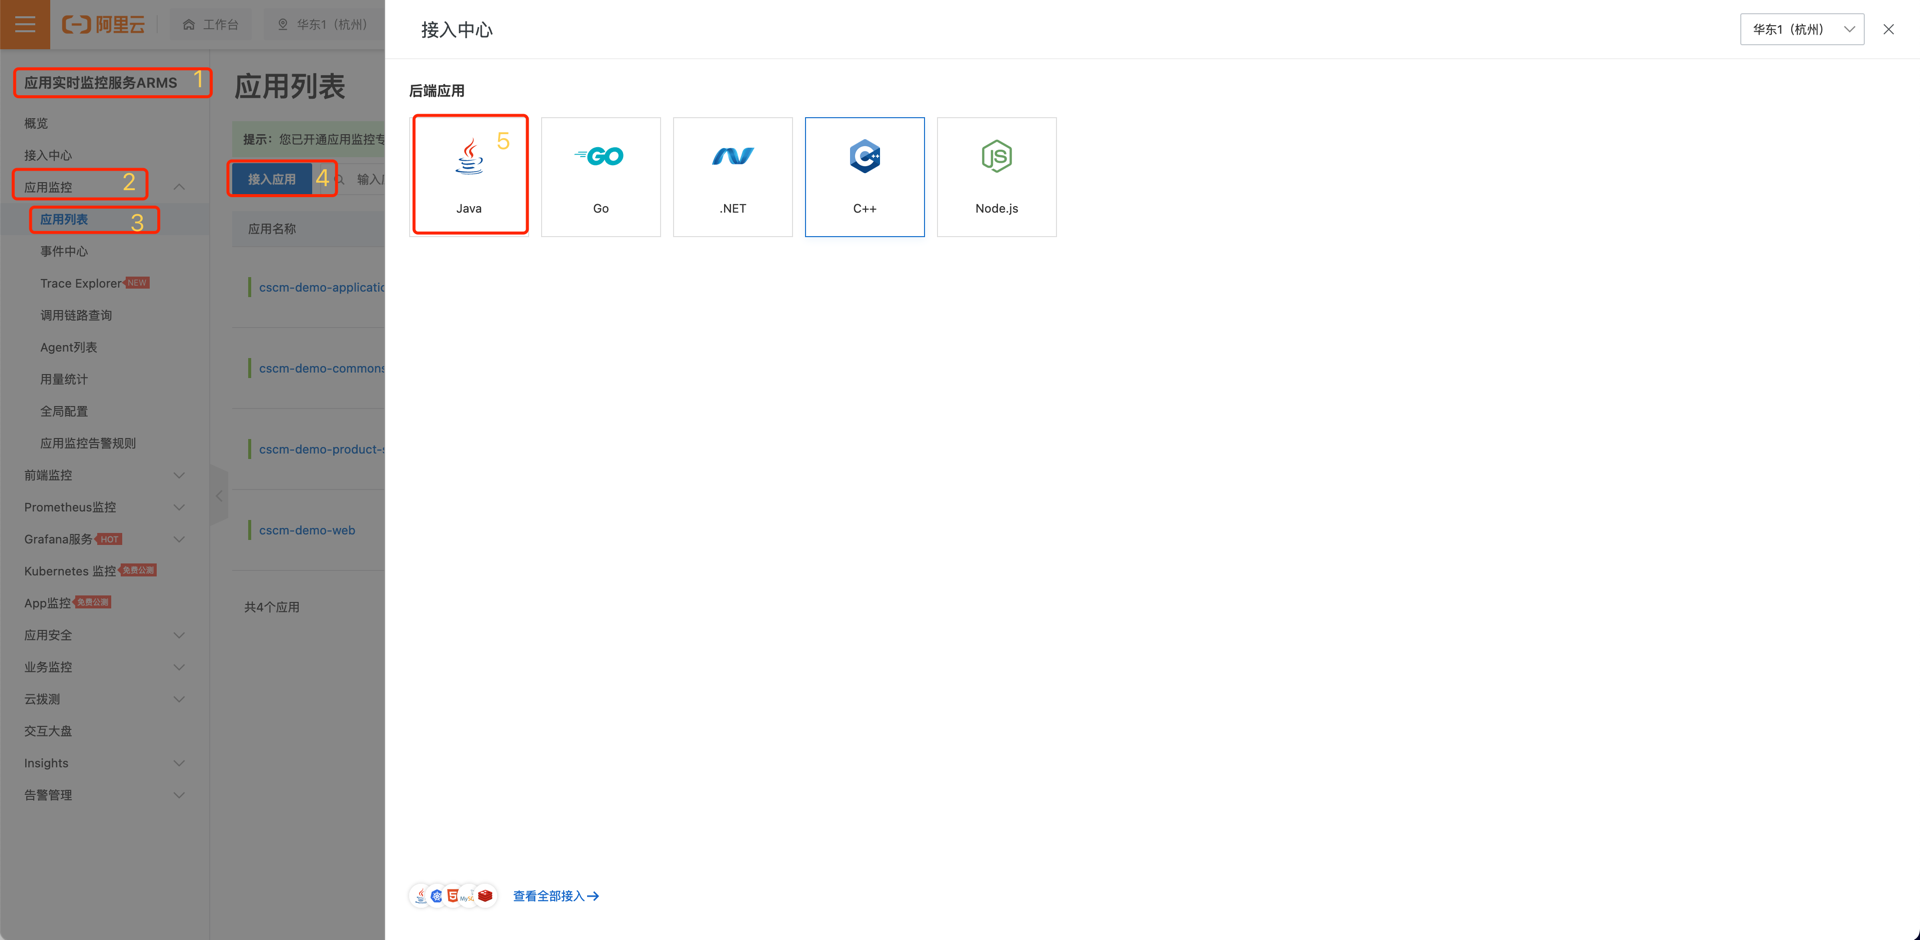 阿里云
工作台
华东1（杭州）
应用实时监控服务ARMS 1
概览
接入中心
应用监控 2
应用列表 3
事件中心
Trace Explorer NEW
调用链路查询
Agent列表
用量统计
全局配置
应用监控告警规则
前端监控
Prometheus监控
Grafana服务 HOT
Kubernetes 监控 免费公测
App监控 免费公测
应用安全
业务监控
云拨测
交互大盘
Insights
告警管理
应用列表
提示：您已开通应用监控专
接入应用 4
应用名称
cscm-demo-applicatio
cscm-demo-commons
cscm-demo-product-s
cscm-demo-web
共4个应用
接入中心
华东1（杭州）
后端应用
5
GO
C++
JS
Java
Go
.NET
C++
Node.js
查看全部接入